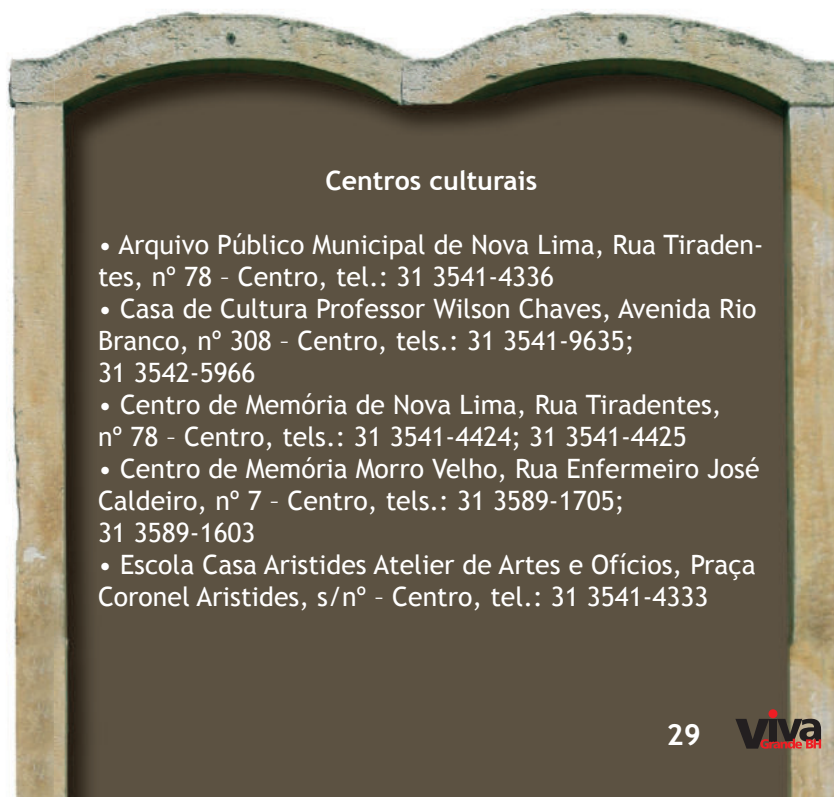 Centros culturais
• Arquivo Público Municipal de Nova Lima, Rua Tiraden-
tes, nº 78 – Centro, tel.: 31 3541-4336
• Casa de Cultura Professor Wilson Chaves, Avenida Rio
Branco, nº 308 – Centro, tels.: 31 3541-9635;
31 3542-5966
• Centro de Memória de Nova Lima, Rua Tiradentes,
nº 78 – Centro, tels.: 31 3541-4424; 31 3541-4425
• Centro de Memória Morro Velho, Rua Enfermeiro José
Caldeiro, nº 7 – Centro, tels.: 31 3589-1705;
31 3589-1603
• Escola Casa Aristides Atelier de Artes e Ofícios, Praça
Coronel Aristides, s/nº – Centro, tel.: 31 3541-4333
29 viva
Grande BH